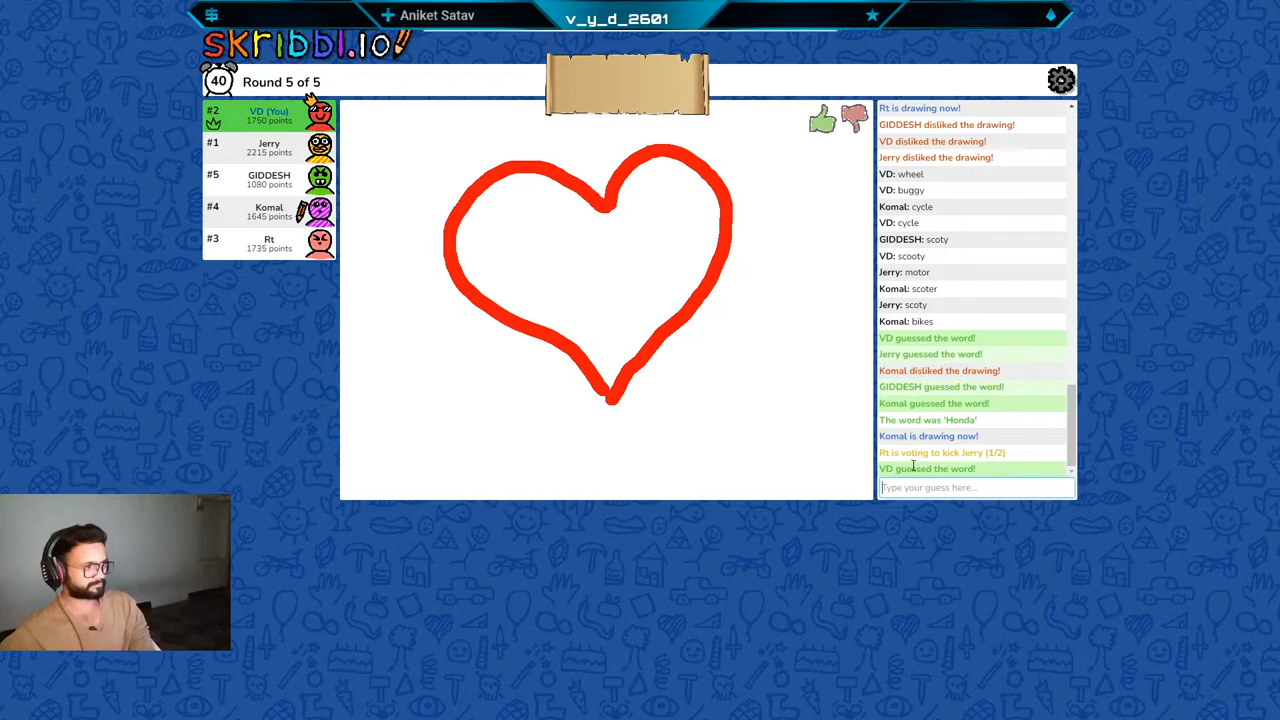 Aniket Satav
v_y_d_2601
skribbl.io
40
Round 5 of 5
#2
VD (You)
1750 points
#1
Jerry
2215 points
#5
GIDDESH
1080 points
#4
Komal
1645 points
#3
Rt
1735 points
Rt is drawing now!
GIDDESH disliked the drawing!
VD disliked the drawing!
Jerry disliked the drawing!
VD: wheel
VD: buggy
Komal: cycle
VD: cycle
GIDDESH: scoty
VD: scooty
Jerry: motor
Komal: scoter
Jerry: scoty
Komal: bikes
VD guessed the word!
Jerry guessed the word!
Komal disliked the drawing!
GIDDESH guessed the word!
Komal guessed the word!
The word was 'Honda'
Komal is drawing now!
Rt is voting to kick Jerry (1/2)
VD guessed the word!
Type your guess here...